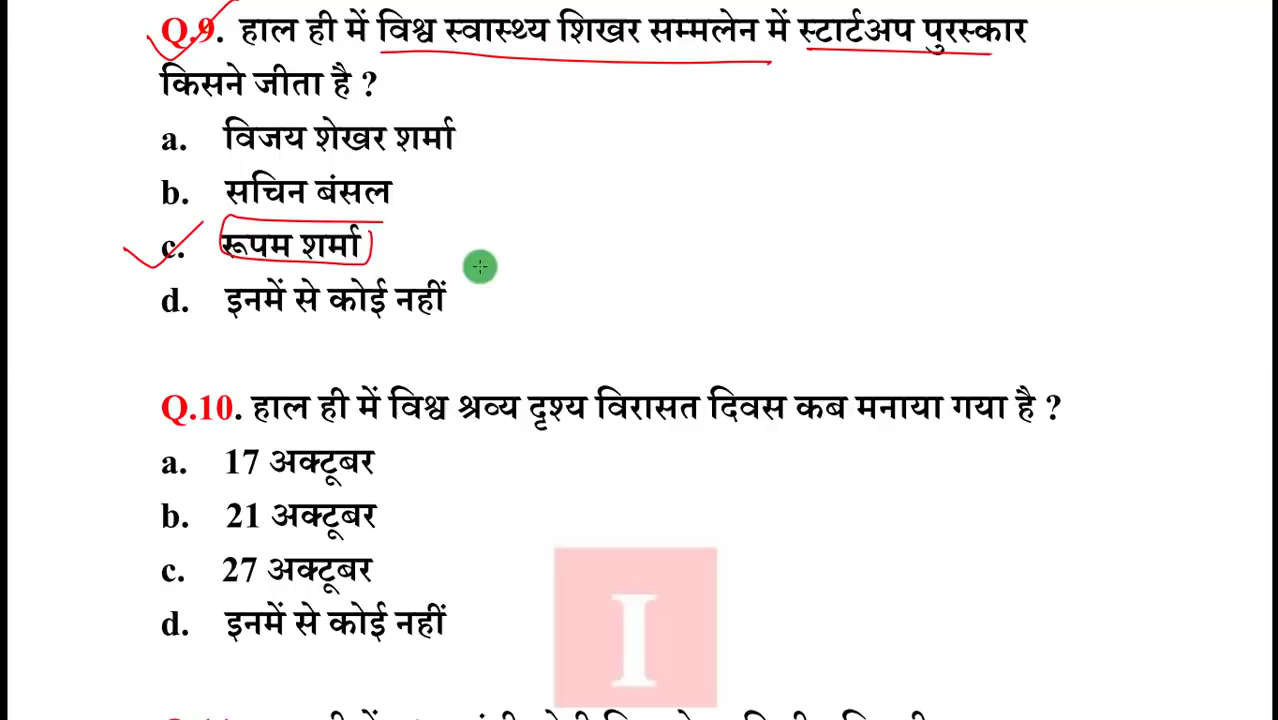 Q.9. हाल ही में विश्व स्वास्थ्य शिखर सम्मलेन में स्टार्टअप पुरस्कार
किसने जीता है ?
a. विजय शेखर शर्मा
b. सचिन बंसल
c. रूपम शर्मा
d. इनमें से कोई नहीं
Q.10. हाल ही में विश्व श्रव्य दृश्य विरासत दिवस कब मनाया गया है ?
a. 17 अक्टूबर
b. 21 अक्टूबर
c. 27 अक्टूबर
d. इनमें से कोई नहीं
I